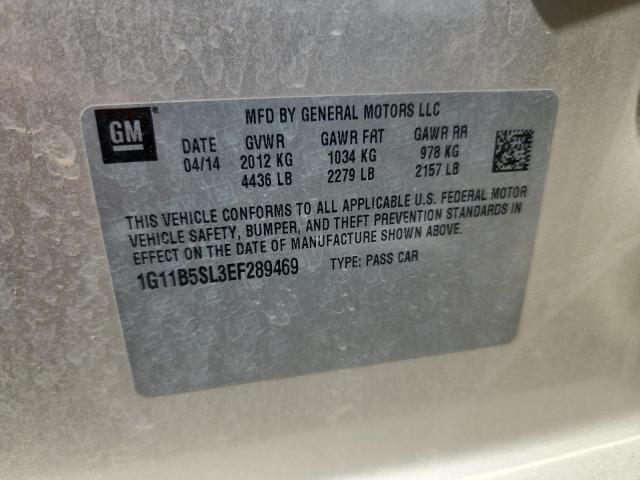 MFD BY GENERAL MOTORS LLC
GM®
DATE GVWR GAWR FRT GAWR RR
04/14 2012 KG 1034 KG 978 KG
4436 LB 2279 LB 2157 LB
THIS VEHICLE CONFORMS TO ALL APPLICABLE U.S. FEDERAL MOTOR
VEHICLE SAFETY, BUMPER, AND THEFT PREVENTION STANDARDS IN
EFFECT ON THE DATE OF MANUFACTURE SHOWN ABOVE.
1G11B5SL3EF289469 TYPE: PASS CAR